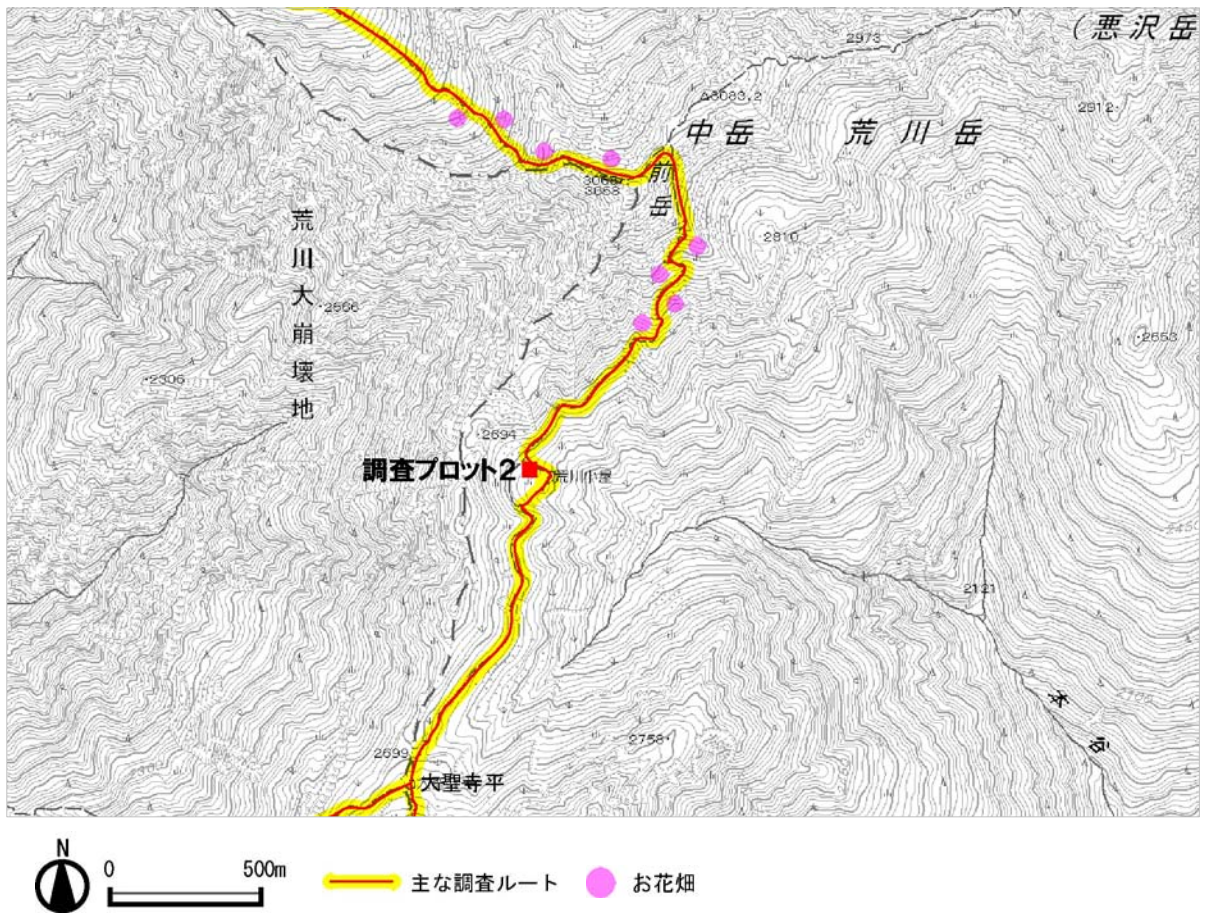 (悪沢岳
2973
△3083.2
2912
中岳
荒川岳
3068
3058
前岳
2810
荒川大崩壊地
2653
2306
2694
調査プロット2
荒川小屋
2121
2758
2699
大聖寺平
N
0
500m
主な調査ルート
お花畑